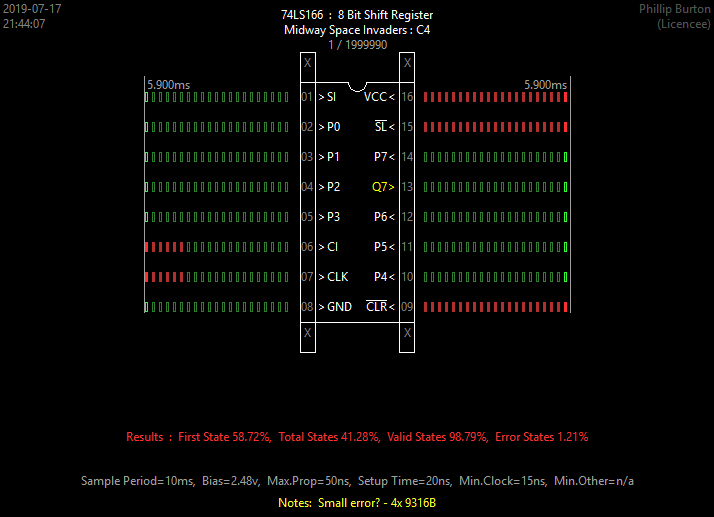 2019-07-17
21:44:07
74LS166 : 8 Bit Shift Register
Midway Space Invaders : C4
1 / 1999990
Phillip Burton
(Licencee)
X X
5.900ms 5.900ms
01 >SI VCC< 16
02 >P0 SL< 15
03 >P1 P7< 14
04 >P2 Q7> 13
05 >P3 P6< 12
06 >CI P5< 11
07 >CLK P4< 10
08 >GND CLR< 09
X X
Results : First State 58.72%, Total States 41.28%, Valid States 98.79%, Error States 1.21%
Sample Period=10ms, Bias=2.48v, Max.Prop=50ns, Setup Time=20ns, Min.Clock=15ns, Min.Other=n/a
Notes: Small error? - 4x 9316B